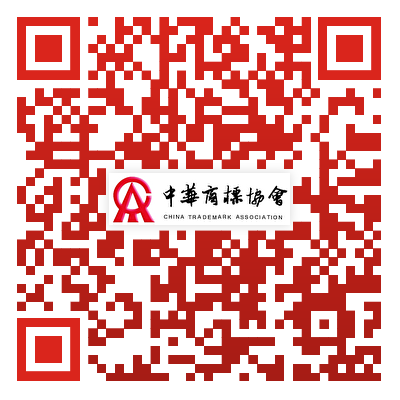 中華商標協會
CHINA TRADEMARK ASSOCIATION